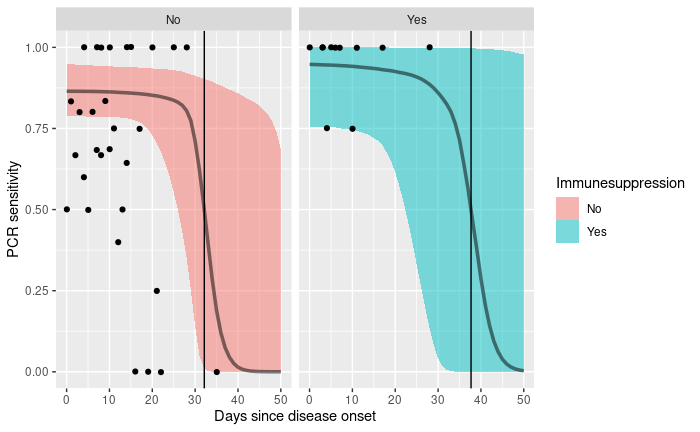 No Yes
1.00
0.75
0.50
0.25
0.00
PCR sensitivity
0 10 20 30 40 50 0 10 20 30 40 50
Days since disease onset
Immunesuppression
No
Yes